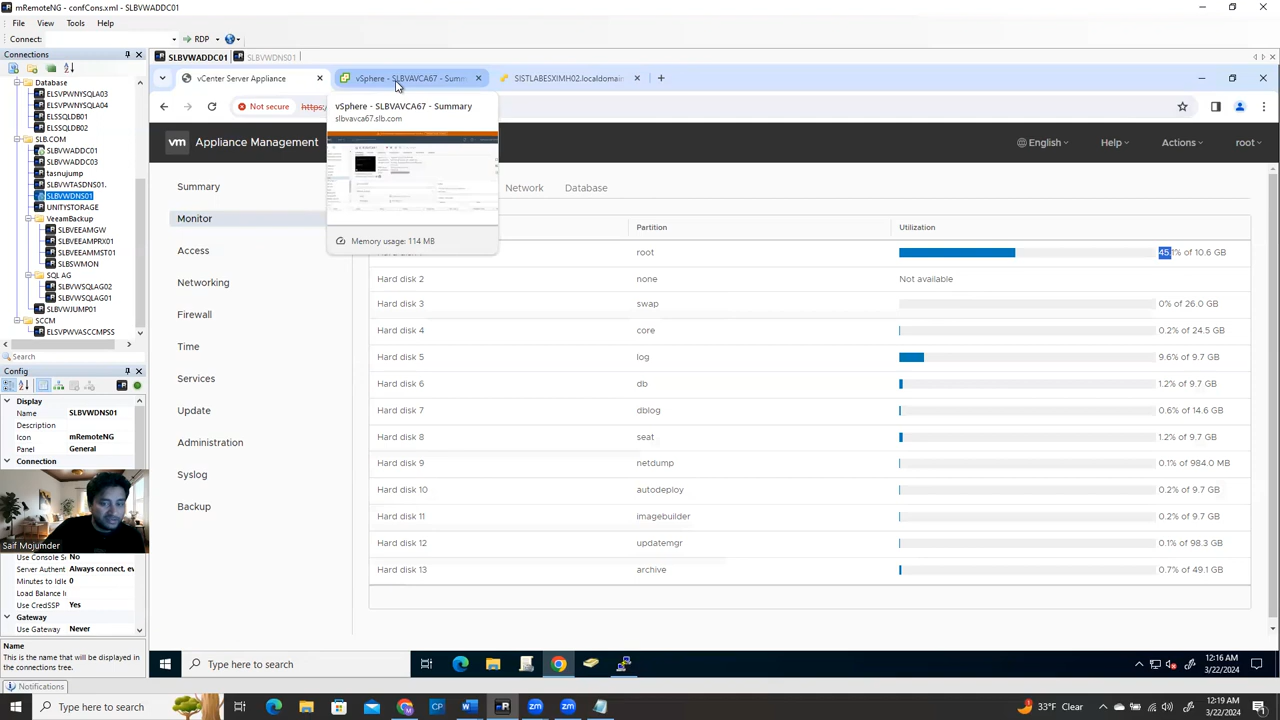 mRemoteNG - confCons.xml - SLBVWADDC01
File View Tools Help
Connect: RDP
Connections
SLBVWADDC01 SLBVWDNS01
Database
ELSVPWNYSQLA03
ELSVPWNYSQLA04
ELSSQLDB01
ELSSQLDB02
SLB.COM
SLBVWADDC01
SLBVWADDC03
tasnujump
SLBVWTASDNS01.
SLBVWDNS01
UNITYSTORAGE
VeeamBackup
SLBVEEAMGW
SLBVEEAMPRX01
SLBVEEAMMST01
SLBSWMON
SQL AG
SLBVWSQLAG02
SLBVWSQLAG01
SLBVWJUMP01
SCCM
ELSVPWVASCCMPSS
Search
Config
Display
Name SLBVWDNS01
Description
Icon mRemoteNG
Panel General
Connection
Saif Mojumder
Use Console S No
Server Authent Always connect, ev
Minutes to Idle 0
Load Balance In
Use CredSSP Yes
Gateway
Use Gateway Never
Name
This is the name that will be displayed in
the connections tree.
Notifications
vCenter Server Appliance
vSphere - SLBVAVCA67 - Summ
SISTLABESXIMH02.localdomain
Not secure https:/
vSphere - SLBVAVCA67 - Summary
slbvavca67.slb.com
Memory usage: 114 MB
vm Appliance Management
Summary
Monitor
Access
Networking
Firewall
Time
Services
Update
Administration
Syslog
Backup
Network Database
Partition Utilization
root 45.1% of 10.6 GB
Hard disk 2 none Not available
Hard disk 3 swap 0% of 26.0 GB
Hard disk 4 core 0.2% of 24.5 GB
Hard disk 5 log 9.6% of 9.7 GB
Hard disk 6 db 1.2% of 9.7 GB
Hard disk 7 dblog 0.6% of 14.6 GB
Hard disk 8 seat 1.2% of 9.7 GB
Hard disk 9 netdump 0.1% of 984.0 MB
Hard disk 10 autodeploy 0.2% of 9.7 GB
Hard disk 11 imagebuilder 0.2% of 9.7 GB
Hard disk 12 updatemgr 0.1% of 98.3 GB
Hard disk 13 archive 0.7% of 49.1 GB
Type here to search
12:16 AM
3/22/2024
Type here to search
33°F Clear
12:19 AM
3/22/2024